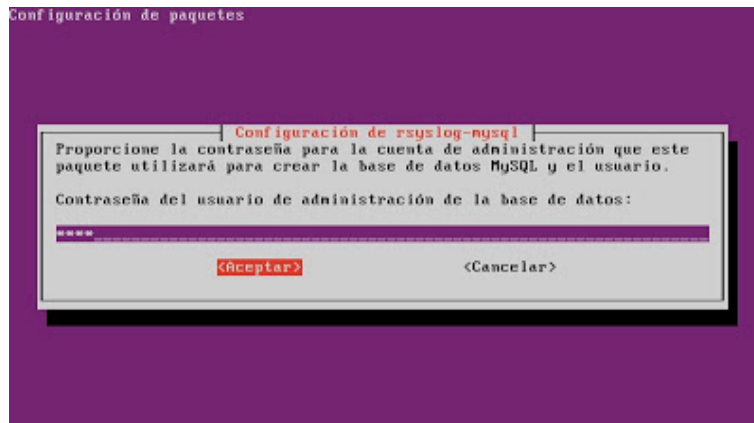 Configuración de paquetes
Configuración de rsyslog-mysql
Proporcione la contraseña para la cuenta de administración que este
paquete utilizará para crear la base de datos MySQL y el usuario.
Contraseña del usuario de administración de la base de datos:
****
<Aceptar> <Cancelar>